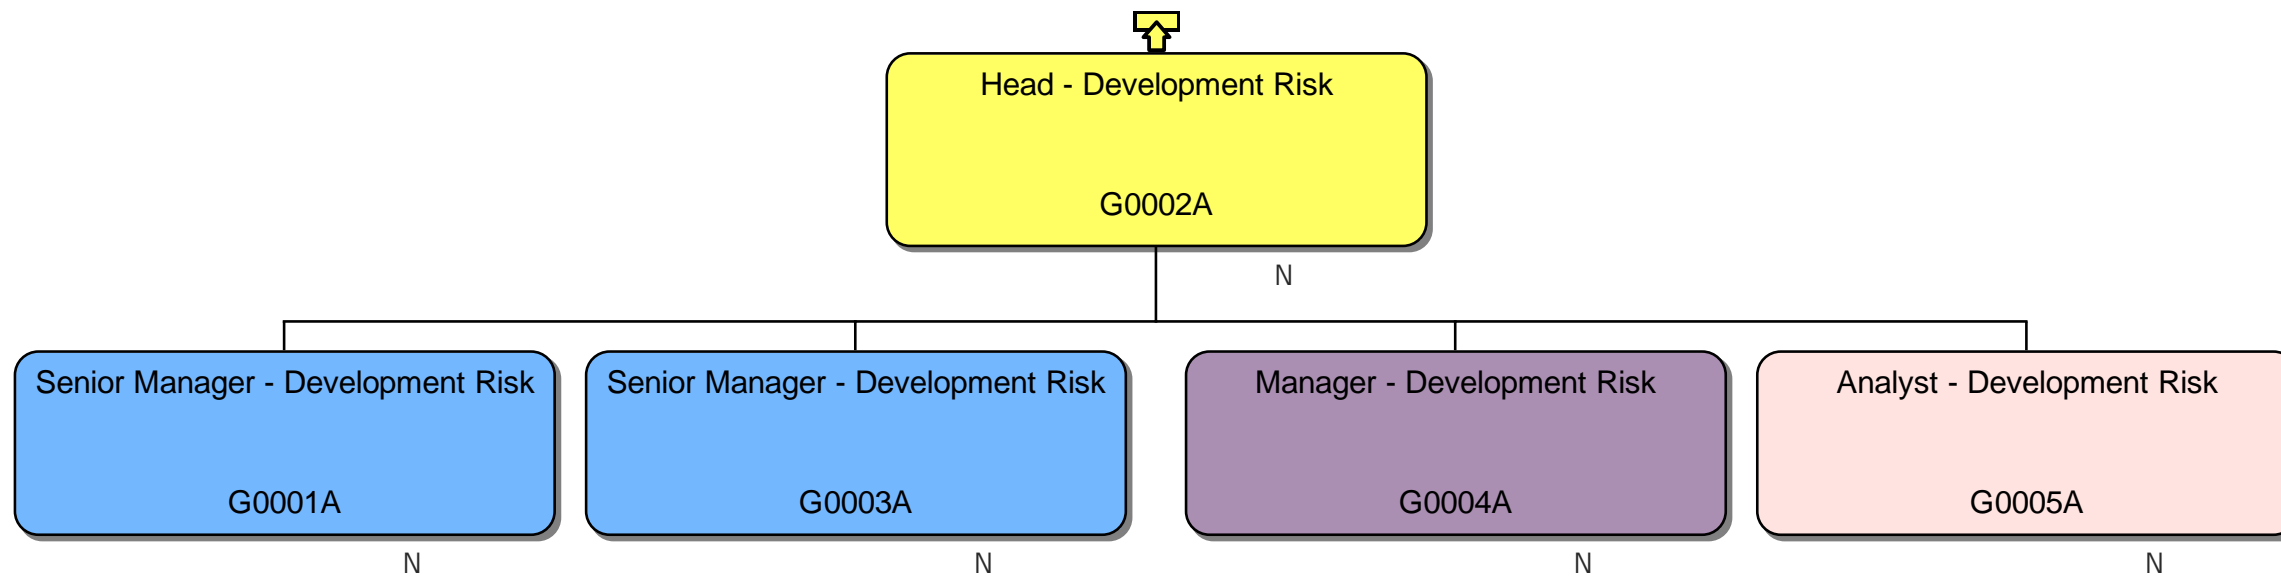 Head - Development Risk
G0002A
N
Senior Manager - Development Risk
G0001A
N
Senior Manager - Development Risk
G0003A
N
Manager - Development Risk
G0004A
N
Analyst - Development Risk
G0005A
N